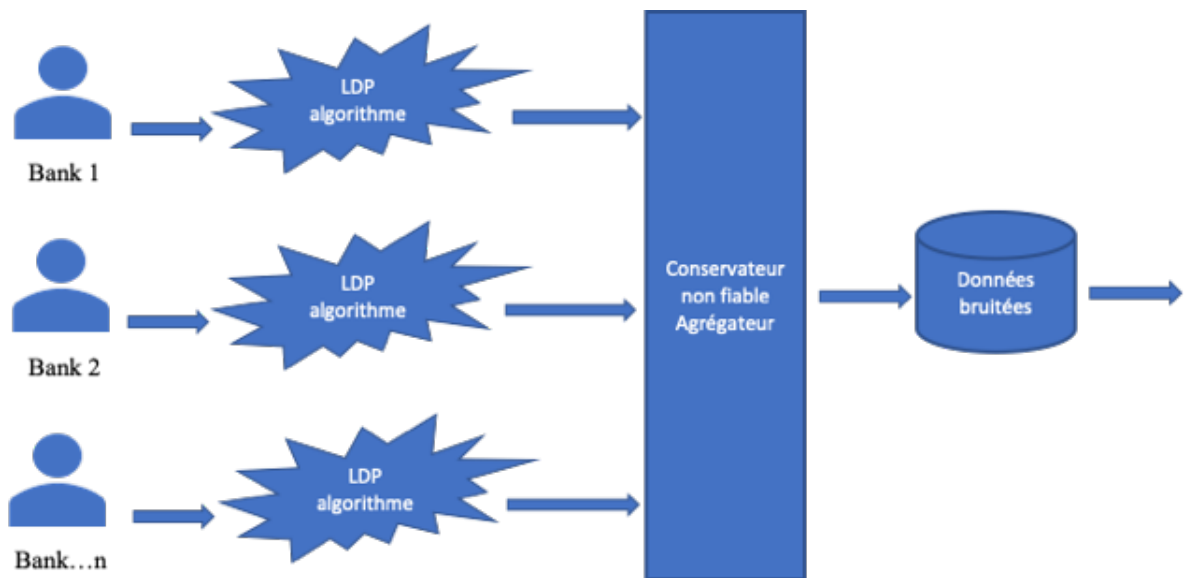 LDP
algorithme
Bank 1
LDP
algorithme
Bank 2
LDP
algorithme
Bank...n
Conservateur
non fiable
Agrégateur
Données
bruitées